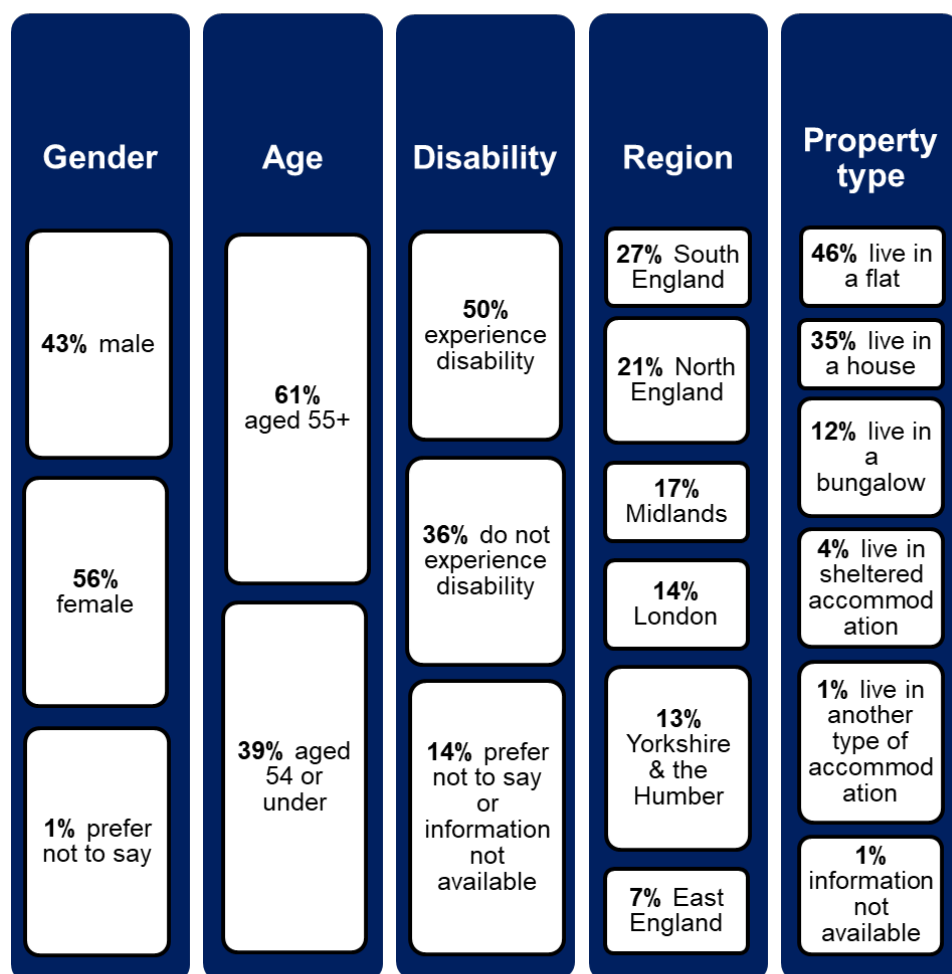 Gender
43% male
56%
female
1% prefer
not to say
Age
61%
aged 55+
39% aged
54 or
under
Disability
50%
experience
disability
36% do not
experience
disability
14% prefer
not to say
or
information
not
available
Region
27% South
England
21% North
England
17%
Midlands
14%
London
13%
Yorkshire
& the
Humber
7% East
England
Property
type
46% live in
a flat
35% live in
a house
12% live in
a
bungalow
4% live in
sheltered
accommod
ation
1% live in
another
type of
accommod
ation
1%
information
not
available